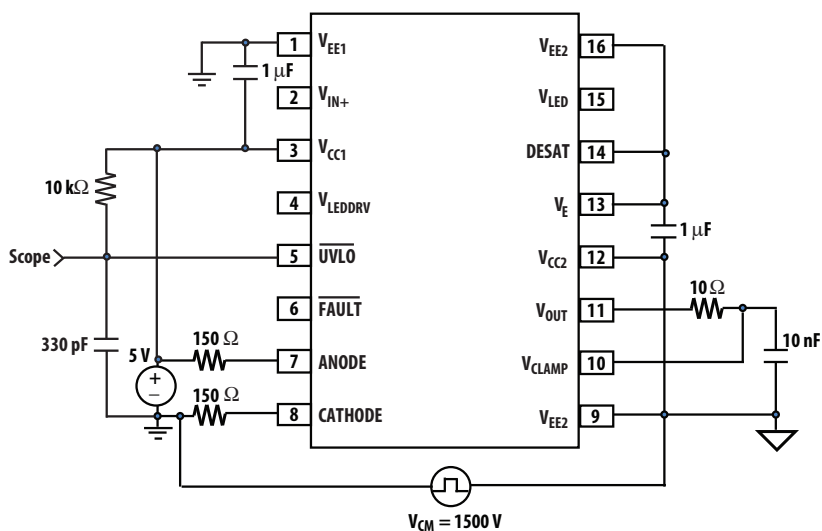 1 V_EE1 V_EE2 16
1 μF
2 V_IN+ V_LED 15
3 V_CC1 DESAT 14
10 kΩ
4 V_LEDDRV V_E 13
1 μF
Scope 5 U̅V̅L̅O̅ V_CC2 12
10 Ω
6 F̅A̅U̅L̅T̅ V_OUT 11
330 pF 5 V 150 Ω 10 nF
7 ANODE V_CLAMP 10
+
−
150 Ω
8 CATHODE V_EE2 9
V_CM = 1500 V